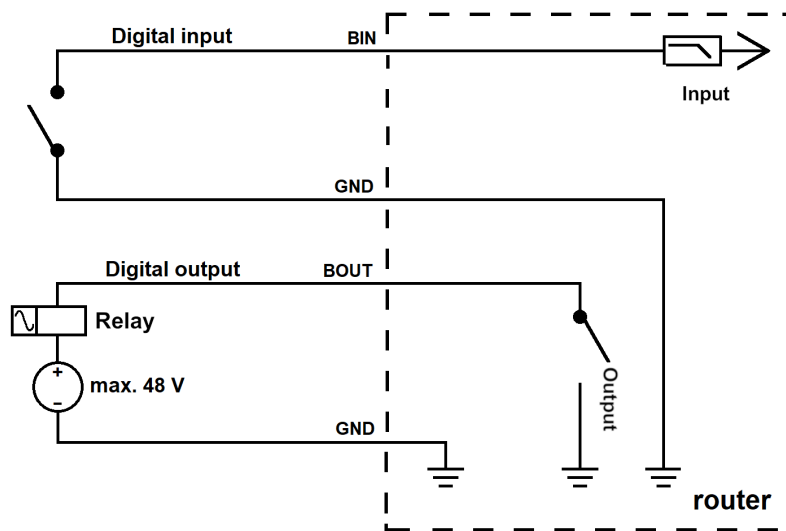 Digital input
BIN
Input
GND
Digital output
BOUT
Relay
Output
+
max. 48 V
–
GND
router